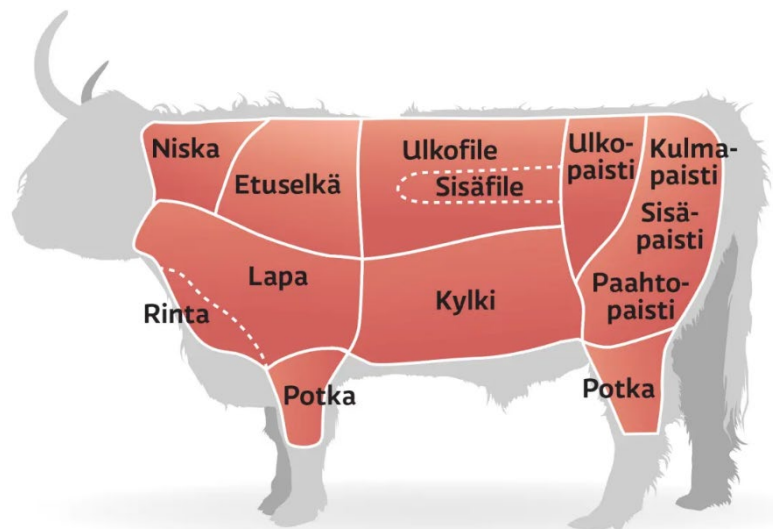 Niska
Etuselkä
Ulkofile
Sisäfile
Ulko-
paisti
Kulma-
paisti
Sisä-
paisti
Paahto-
paisti
Lapa
Rinta
Kylki
Potka
Potka